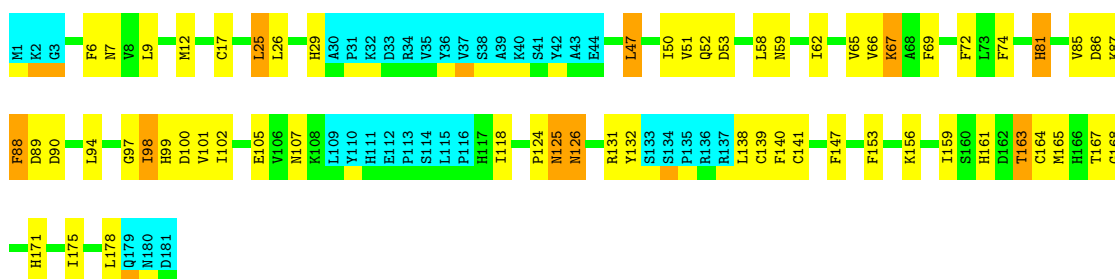 M1 K2 G3 F6 N7 V8 L9 M12 C17 L25 L26 H29 A30 P31 K32 D33 R34 V35 Y36 V37 S38 A39 K40 S41 Y42 A43 E44 L47 I50 V51 Q52 D53 L58 N59 I62 V65 V66 K67 A68 F69 F72 L73 F74 H81 V85 D86 K87
F88 D89 D90 L94 G97 I98 H99 D100 V101 I102 E105 V106 N107 K108 L109 Y110 H111 E112 P113 S114 L115 P116 H117 I118 P124 N125 N126 R131 Y132 S133 S134 P135 R136 R137 L138 C139 F140 C141 F147 F153 K156 I159 S160 H161 D162 T163 C164 M165 H166 T167 G168
H171 I175 L178 Q179 N180 D181